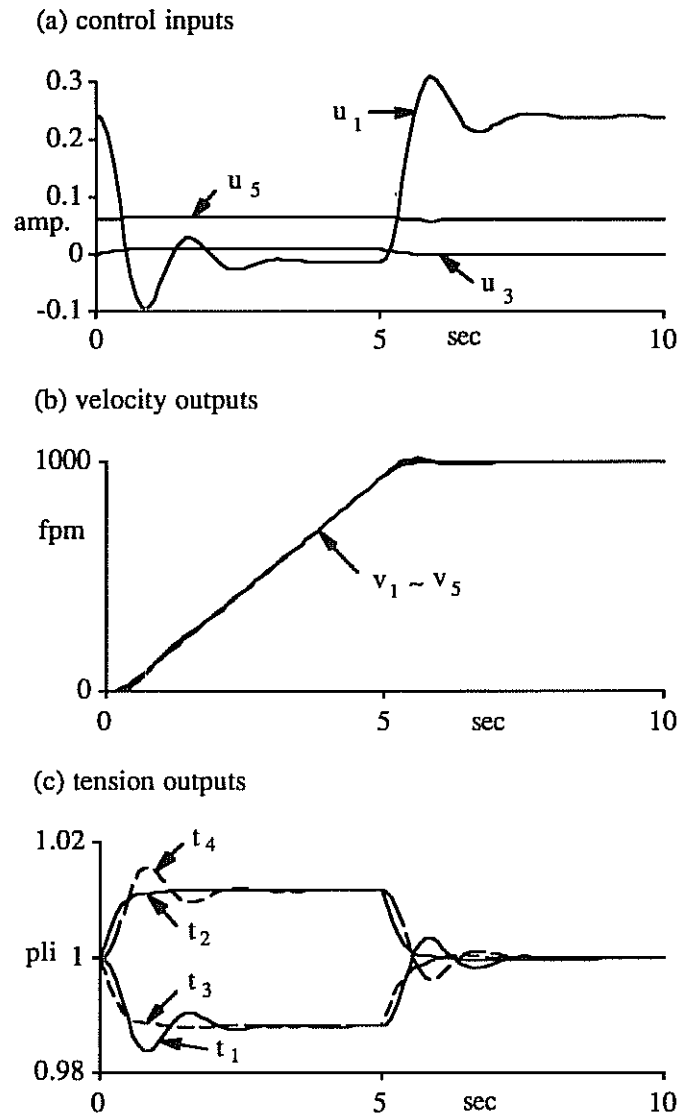 (a) control inputs
0.3
u 1
0.2
u 5
0.1
amp.
0
u 3
-0.1
0 5 sec 10
(b) velocity outputs
1000
fpm
v 1 ~ v 5
0
0 5 sec 10
(c) tension outputs
1.02
t 4
t 2
pli 1
t 3
t 1
0.98
0 5 sec 10